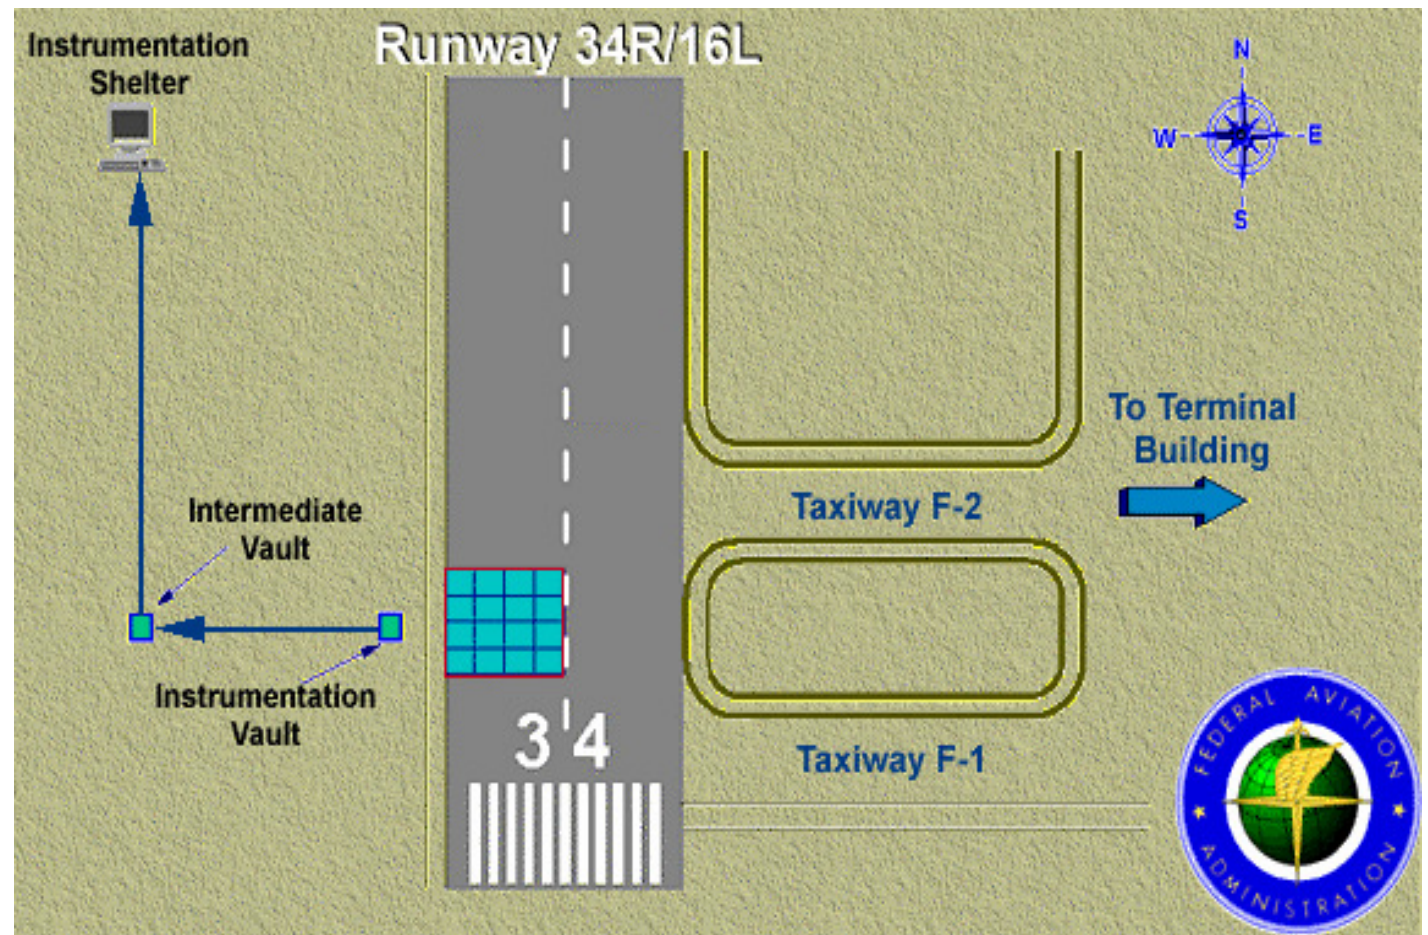 Runway 34R/16L
Instrumentation
Shelter
N
W
E
S
To Terminal
Building
Intermediate
Vault
Taxiway F-2
Instrumentation
Vault
34
Taxiway F-1
FEDERAL AVIATION
ADMINISTRATION